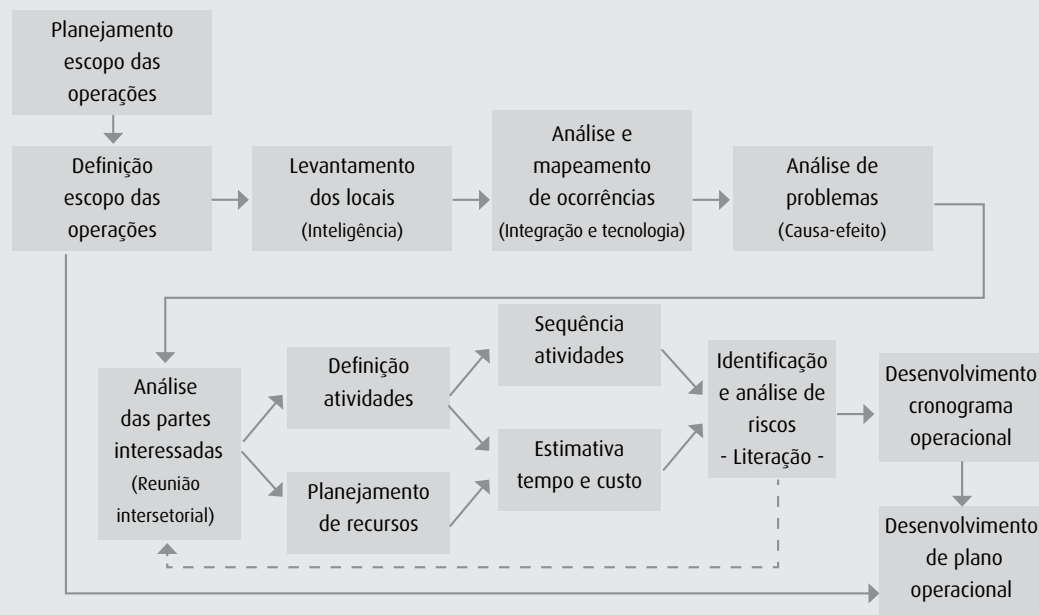 Planejamento
escopo das
operações
Definição
escopo das
operações
Levantamento
dos locais
(Inteligência)
Análise e
mapeamento
de ocorrências
(Integração e tecnologia)
Análise de
problemas
(Causa-efeito)
Análise
das partes
interessadas
(Reunião
intersetorial)
Definição
atividades
Planejamento
de recursos
Sequência
atividades
Estimativa
tempo e custo
Identificação
e análise de
riscos
- Literação -
Desenvolvimento
cronograma
operacional
Desenvolvimento
de plano
operacional